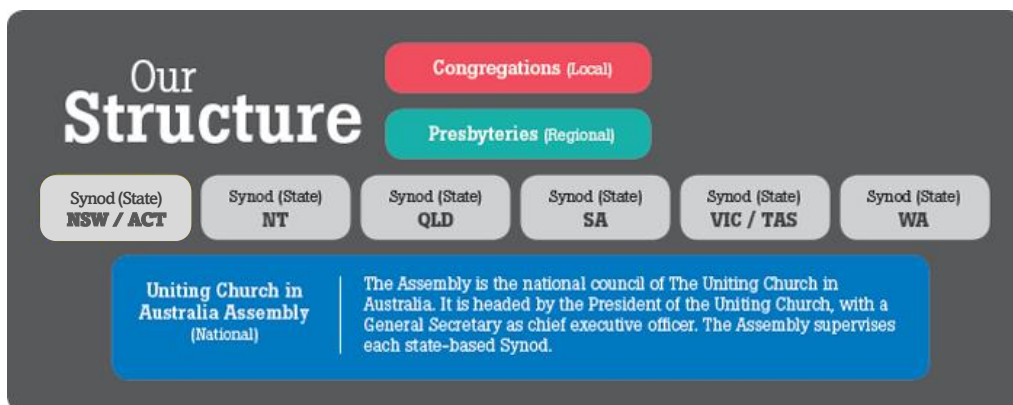 Our
Structure
Congregations (Local)
Presbyteries (Regional)
Synod (State)
NSW / ACT
Synod (State)
NT
Synod (State)
QLD
Synod (State)
SA
Synod (State)
VIC / TAS
Synod (State)
WA
Uniting Church in
Australia Assembly
(National)
The Assembly is the national council of The Uniting Church in
Australia. It is headed by the President of the Uniting Church, with a
General Secretary as chief executive officer. The Assembly supervises
each state-based Synod.